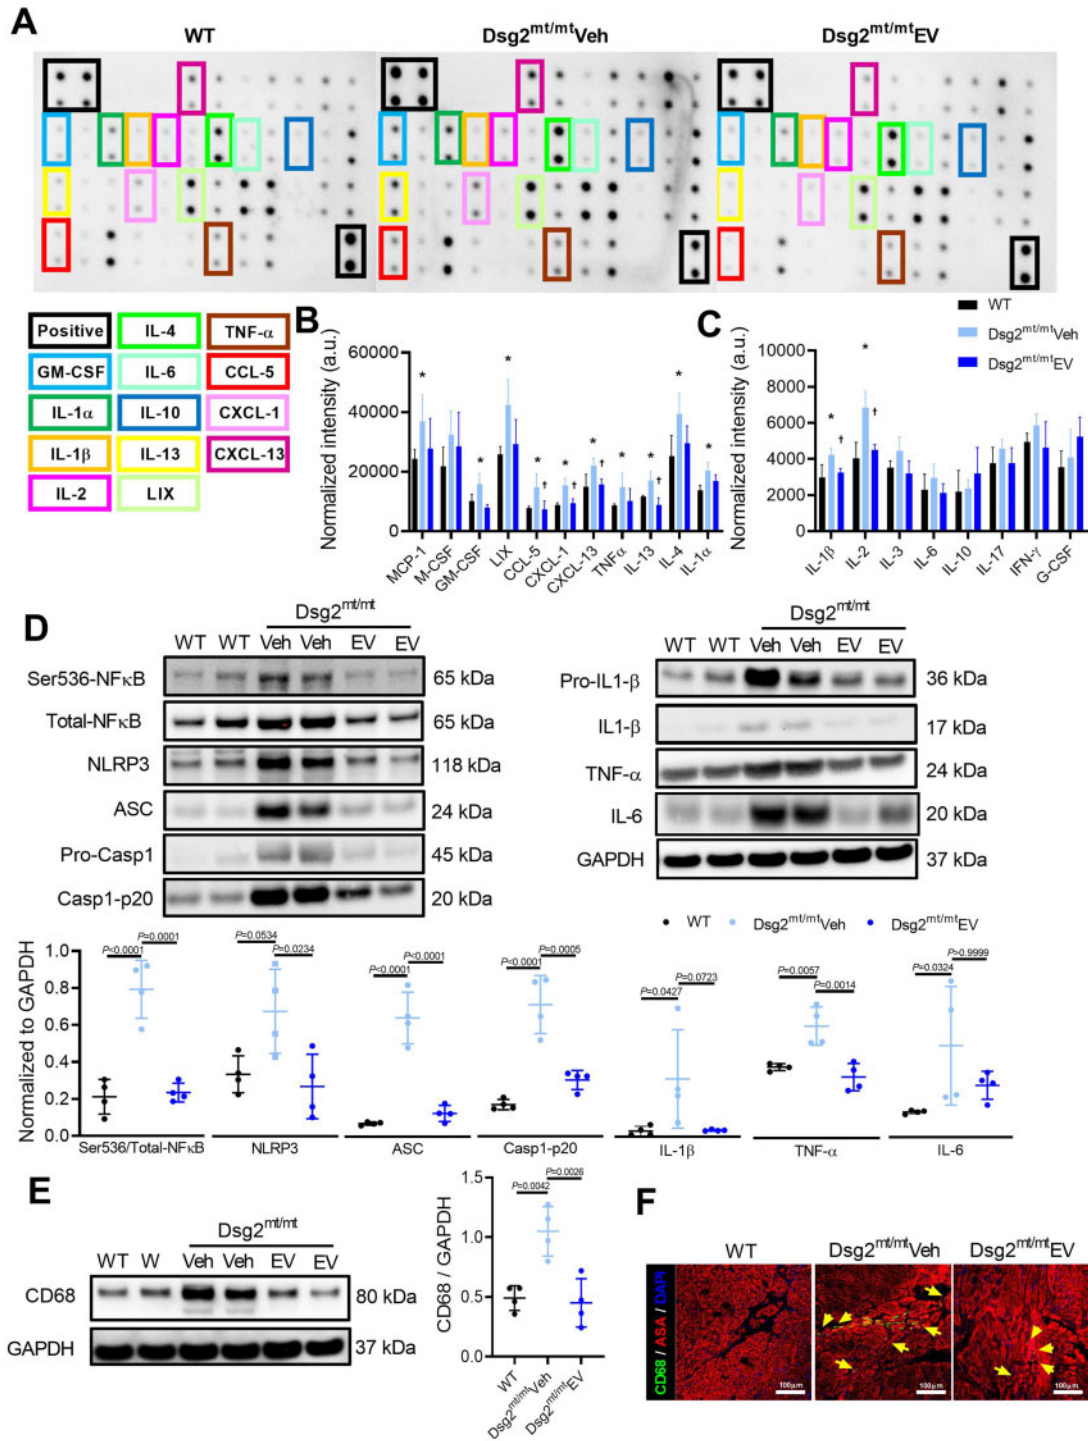 A
WT
Dsg2mt/mtVeh
Dsg2mt/mtEV
Positive
IL-4
TNF-α
GM-CSF
IL-6
CCL-5
IL-1α
IL-10
CXCL-1
IL-1β
IL-13
CXCL-13
IL-2
LIX
B
Normalized intensity (a.u.)
60000
40000
20000
0
* * * * * * * * * *
† † † †
MCP-1
M-CSF
GM-CSF
LIX
CCL-5
CXCL-1
CXCL-13
TNFα
IL-13
IL-4
IL-1α
C
WT
Dsg2mt/mtVeh
Dsg2mt/mtEV
Normalized intensity (a.u.)
10000
8000
6000
4000
2000
0
* *
† †
IL-1β
IL-2
IL-3
IL-6
IL-10
IL-17
IFN-γ
G-CSF
D
Dsg2mt/mt
WT WT Veh Veh EV EV
Ser536-NFκB 65 kDa
Total-NFκB 65 kDa
NLRP3 118 kDa
ASC 24 kDa
Pro-Casp1 45 kDa
Casp1-p20 20 kDa
Dsg2mt/mt
WT WT Veh Veh EV EV
Pro-IL1-β 36 kDa
IL1-β 17 kDa
TNF-α 24 kDa
IL-6 20 kDa
GAPDH 37 kDa
WT Dsg2mt/mtVeh Dsg2mt/mtEV
Normalized to GAPDH
1.0
0.8
0.6
0.4
0.2
0.0
P<0.0001 P=0.0001
P=0.0534 P=0.0234
P<0.0001 P<0.0001
P<0.0001 P=0.0005
P=0.0427 P=0.0723
P=0.0057 P=0.0014
P=0.0324 P>0.9999
Ser536/Total-NFκB
NLRP3
ASC
Casp1-p20
IL-1β
TNF-α
IL-6
E
Dsg2mt/mt
WT W Veh Veh EV EV
CD68 80 kDa
GAPDH 37 kDa
CD68 / GAPDH
1.5
1.0
0.5
0.0
P=0.0042
P=0.0026
WT
Dsg2mt/mtVeh
Dsg2mt/mtEV
F
WT
Dsg2mt/mtVeh
Dsg2mt/mtEV
CD68 / ASA / DAPI
100μm
100μm
100μm